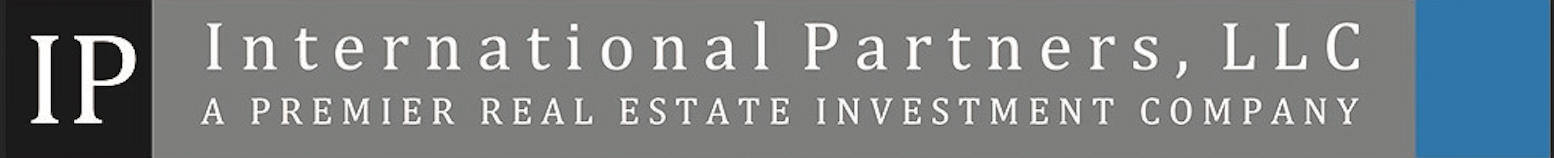 IP
International Partners, LLC
A PREMIER REAL ESTATE INVESTMENT COMPANY